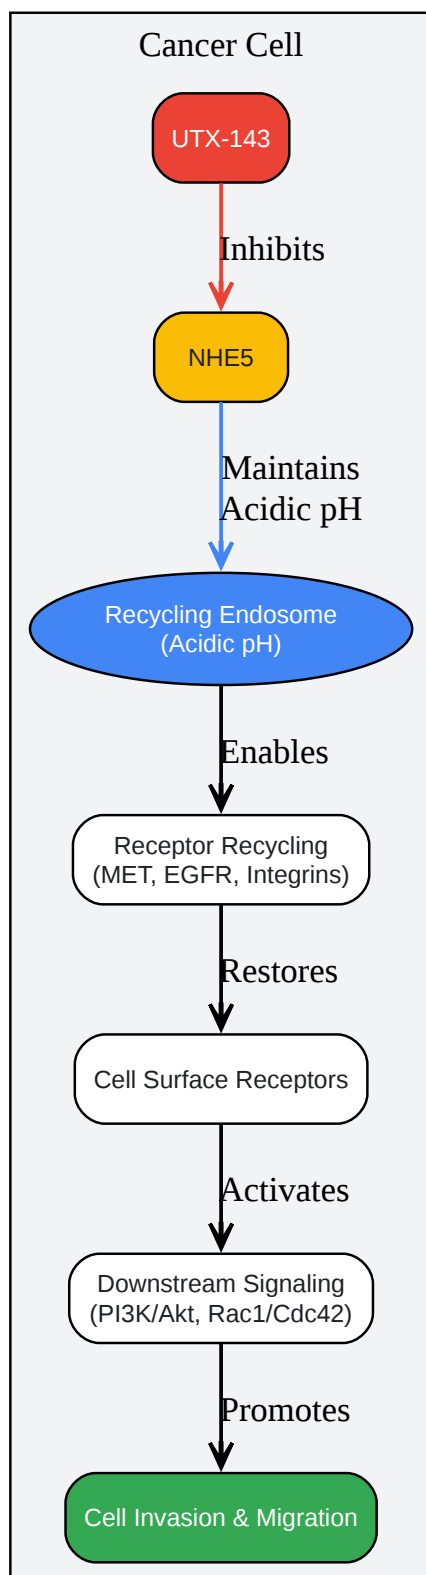 Cancer Cell
UTX-143
Inhibits
NHE5
Maintains
Acidic pH
Recycling Endosome
(Acidic pH)
Enables
Receptor Recycling
(MET, EGFR, Integrins)
Restores
Cell Surface Receptors
Activates
Downstream Signaling
(PI3K/Akt, Rac1/Cdc42)
Promotes
Cell Invasion & Migration